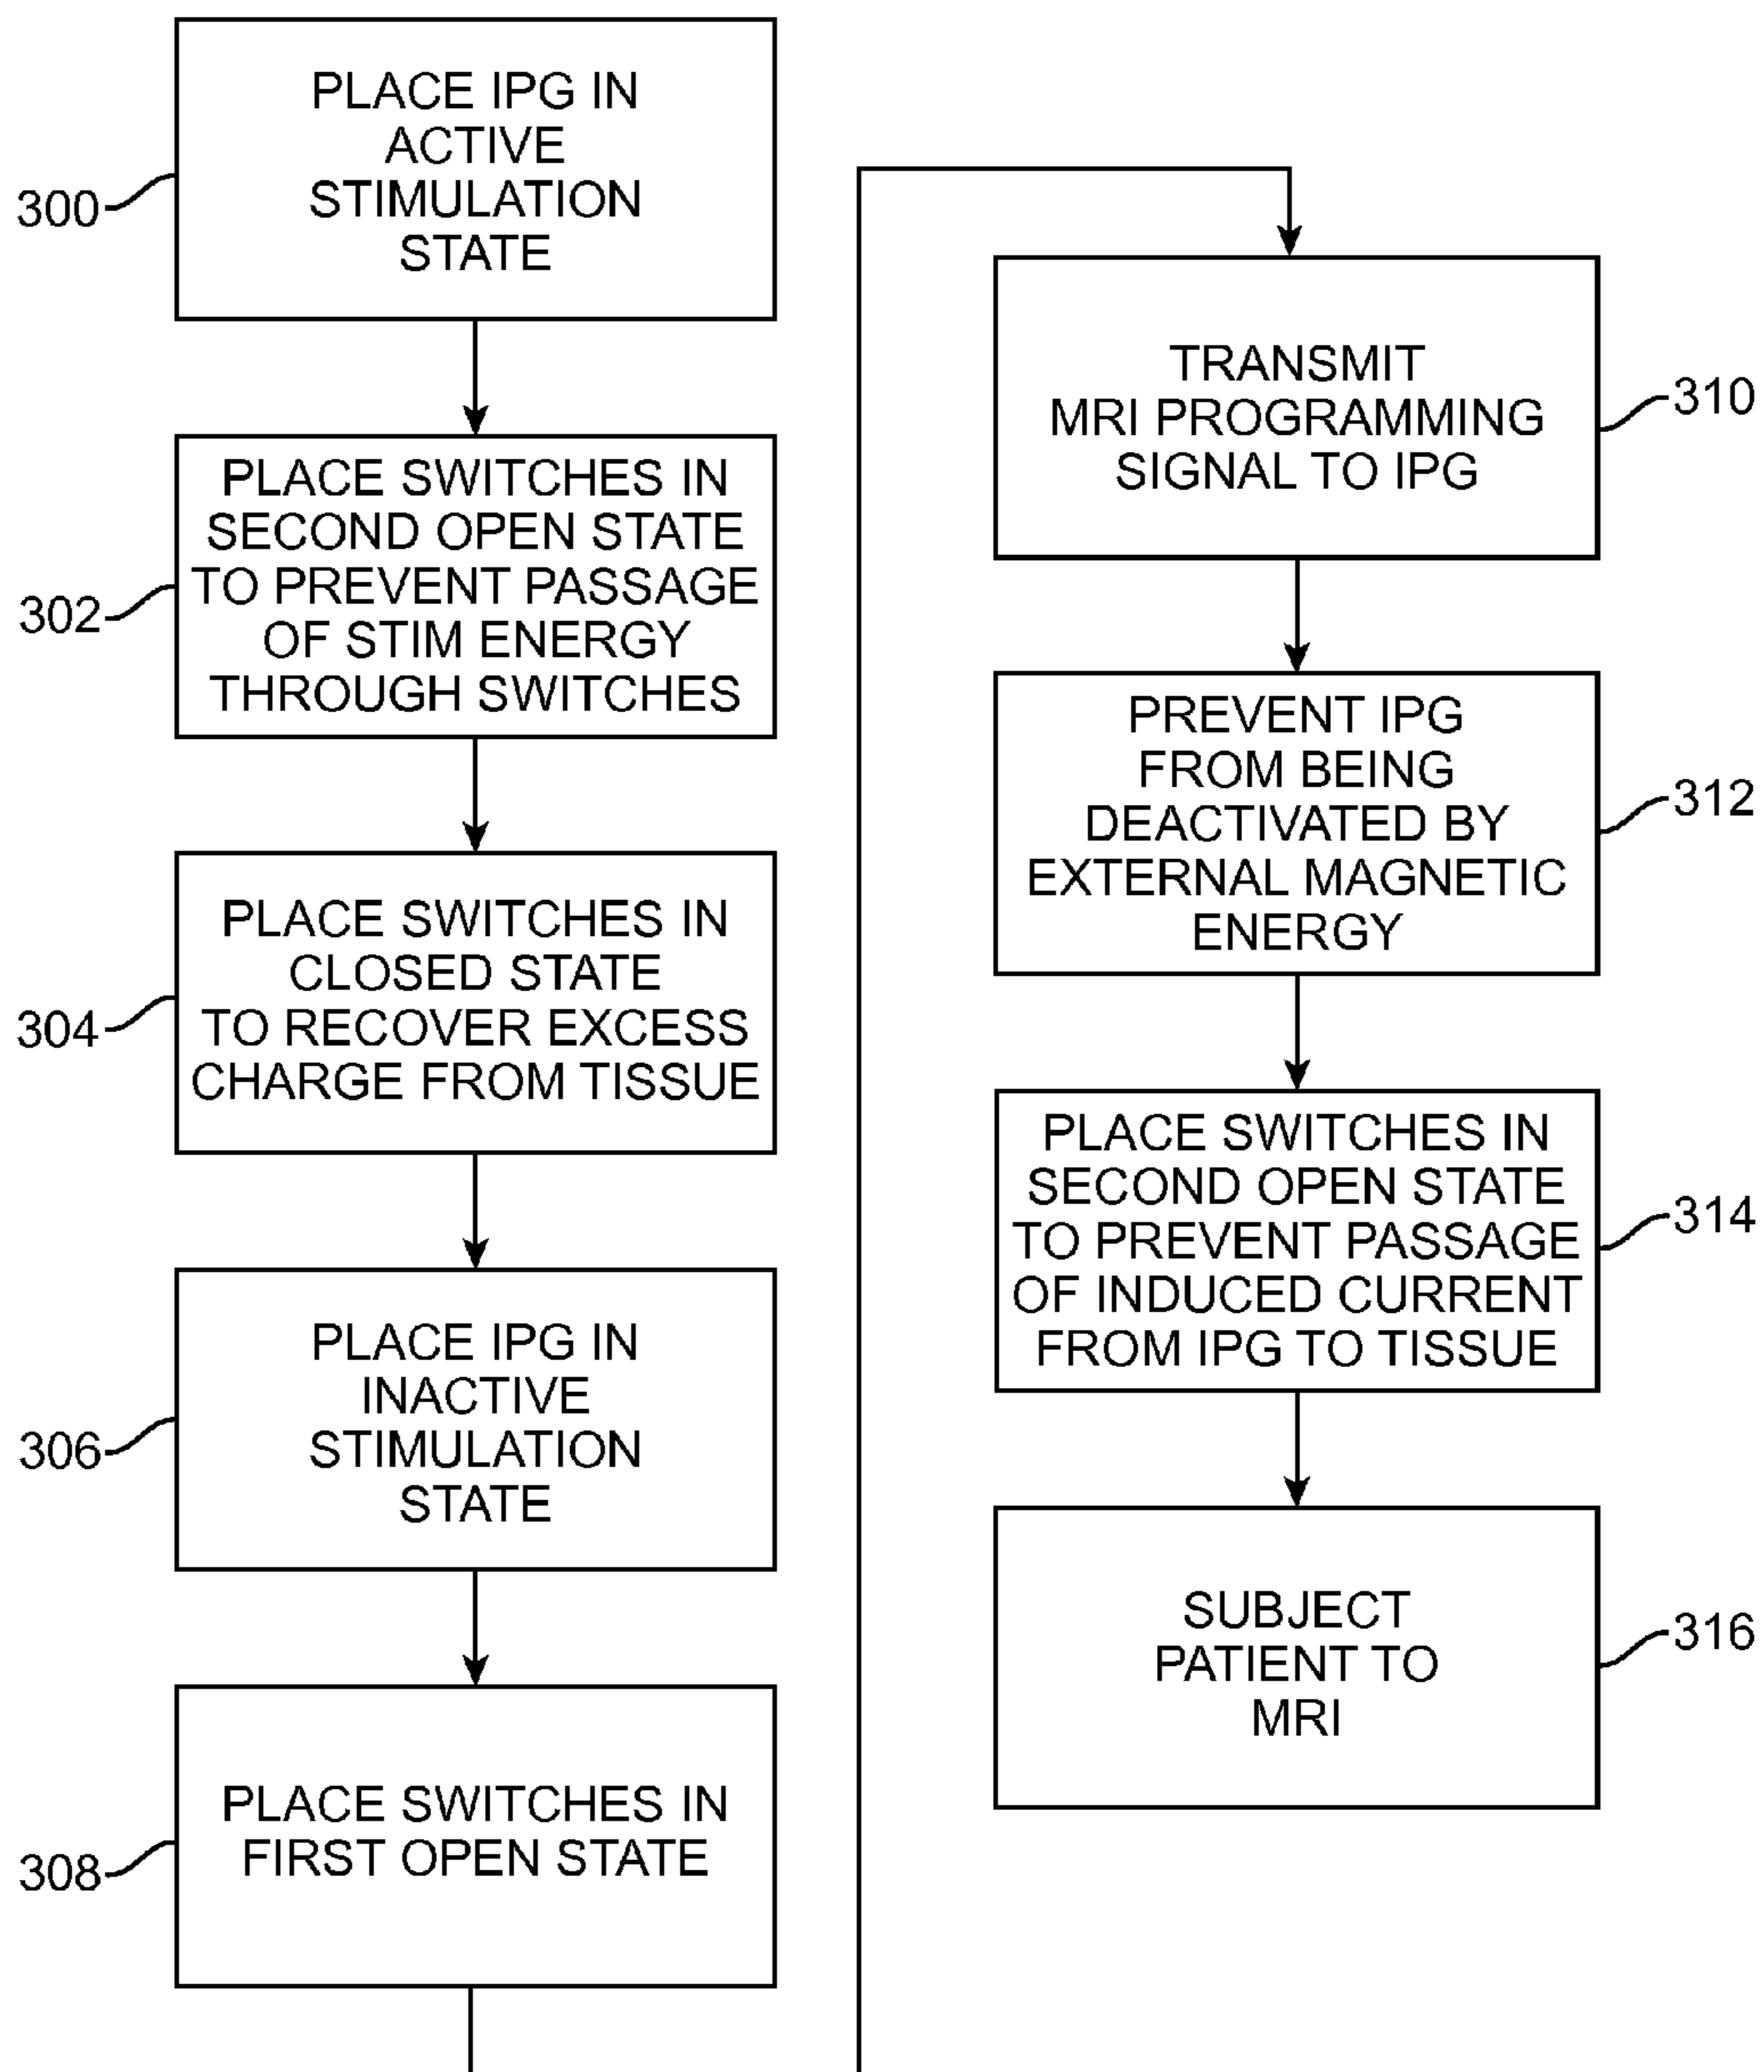 300
PLACE IPG IN
ACTIVE
STIMULATION
STATE
302
PLACE SWITCHES IN
SECOND OPEN STATE
TO PREVENT PASSAGE
OF STIM ENERGY
THROUGH SWITCHES
304
PLACE SWITCHES IN
CLOSED STATE
TO RECOVER EXCESS
CHARGE FROM TISSUE
306
PLACE IPG IN
INACTIVE
STIMULATION
STATE
308
PLACE SWITCHES IN
FIRST OPEN STATE
TRANSMIT
MRI PROGRAMMING
SIGNAL TO IPG
310
PREVENT IPG
FROM BEING
DEACTIVATED BY
EXTERNAL MAGNETIC
ENERGY
312
PLACE SWITCHES IN
SECOND OPEN STATE
TO PREVENT PASSAGE
OF INDUCED CURRENT
FROM IPG TO TISSUE
314
SUBJECT
PATIENT TO
MRI
316